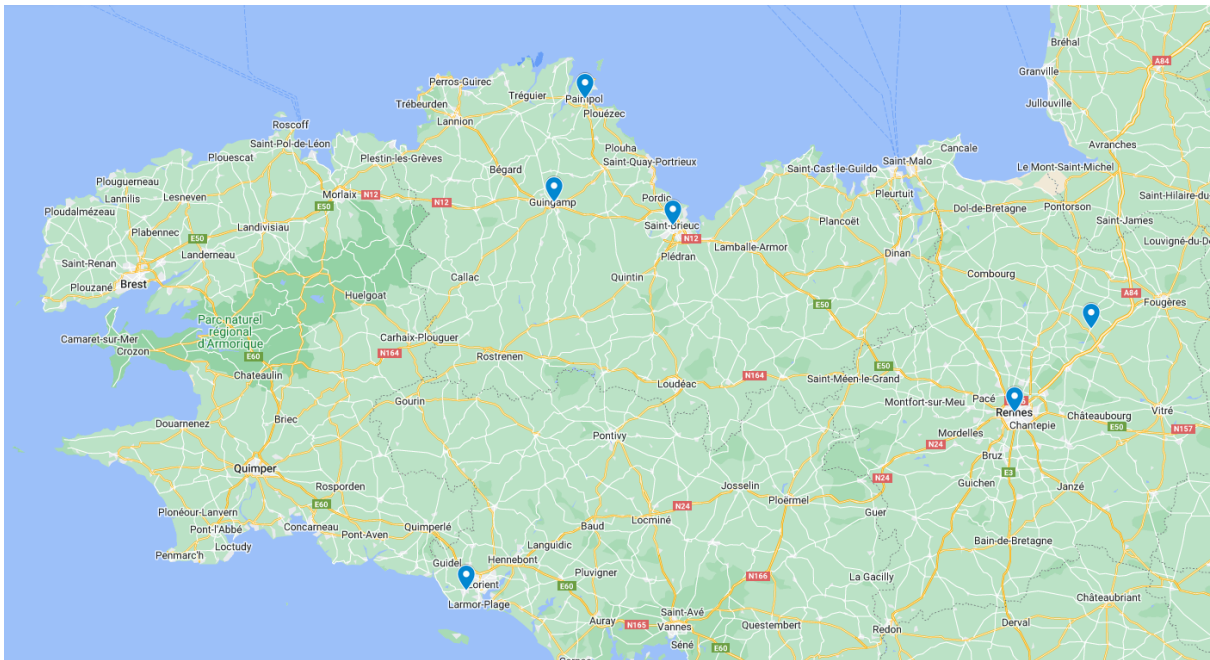 Bréhal
A84
Granville
Jullouville
Perros-Guirec
Tréguier
Paimpol
Trébeurden
Plouézec
Lannion
Roscoff
Saint-Pol-de-Léon
Plouha
Avranches
Cancale
Plouescat
Plestin-les-Grèves
Saint-Quay-Portrieux
Saint-Malo
Saint-Cast-le-Guildo
Le Mont-Saint-Michel
Bégard
Plouguerneau
Lannilis
Lesneven
Morlaix
N12
Pordic
Pleurtuit
Saint-Hilaire-du-
Guingamp
N12
E50
Dol-de-Bretagne
Pontorson
Ploudalmézeau
Plancoët
Saint-James
Plabennec
Landivisiau
Saint-Brieuc
N12
E50
Lamballe-Armor
Louvigné-du-De
Landerneau
Plédran
Dinan
Saint-Renan
Callac
Quintin
Combourg
Brest
Plouzané
Huelgoat
A84
Fougères
E50
Parc naturel
régional
d'Armorique
Camaret-sur-Mer
Crozon
Carhaix-Plouguer
E60
N164
Rostrenen
E50
Chateaulin
Loudéac
N164
Saint-Méen-le-Grand
Gourin
Montfort-sur-Meu
Pacé
Rennes
Châteaubourg
Vitré
Briec
Douarnenez
Chantepie
E50
N157
Pontivy
Mordelles
N24
Bruz
Quimper
E3
N24
Guichen
Janzé
Rosporden
Josselin
Ploërmel
E60
N24
Guer
Plonéour-Lanvern
Pont-l'Abbé
Concarneau
Quimperlé
Baud
Locminé
Pont-Aven
Bain-de-Bretagne
Loctudy
Penmarc'h
Languidic
Guidel
Hennebont
Pluvigner
N166
La Gacilly
Lorient
E60
Larmor-Plage
Châteaubriant
Saint-Avé
Auray
N165
Vannes
Questembert
Redon
Derval
Séné
E60